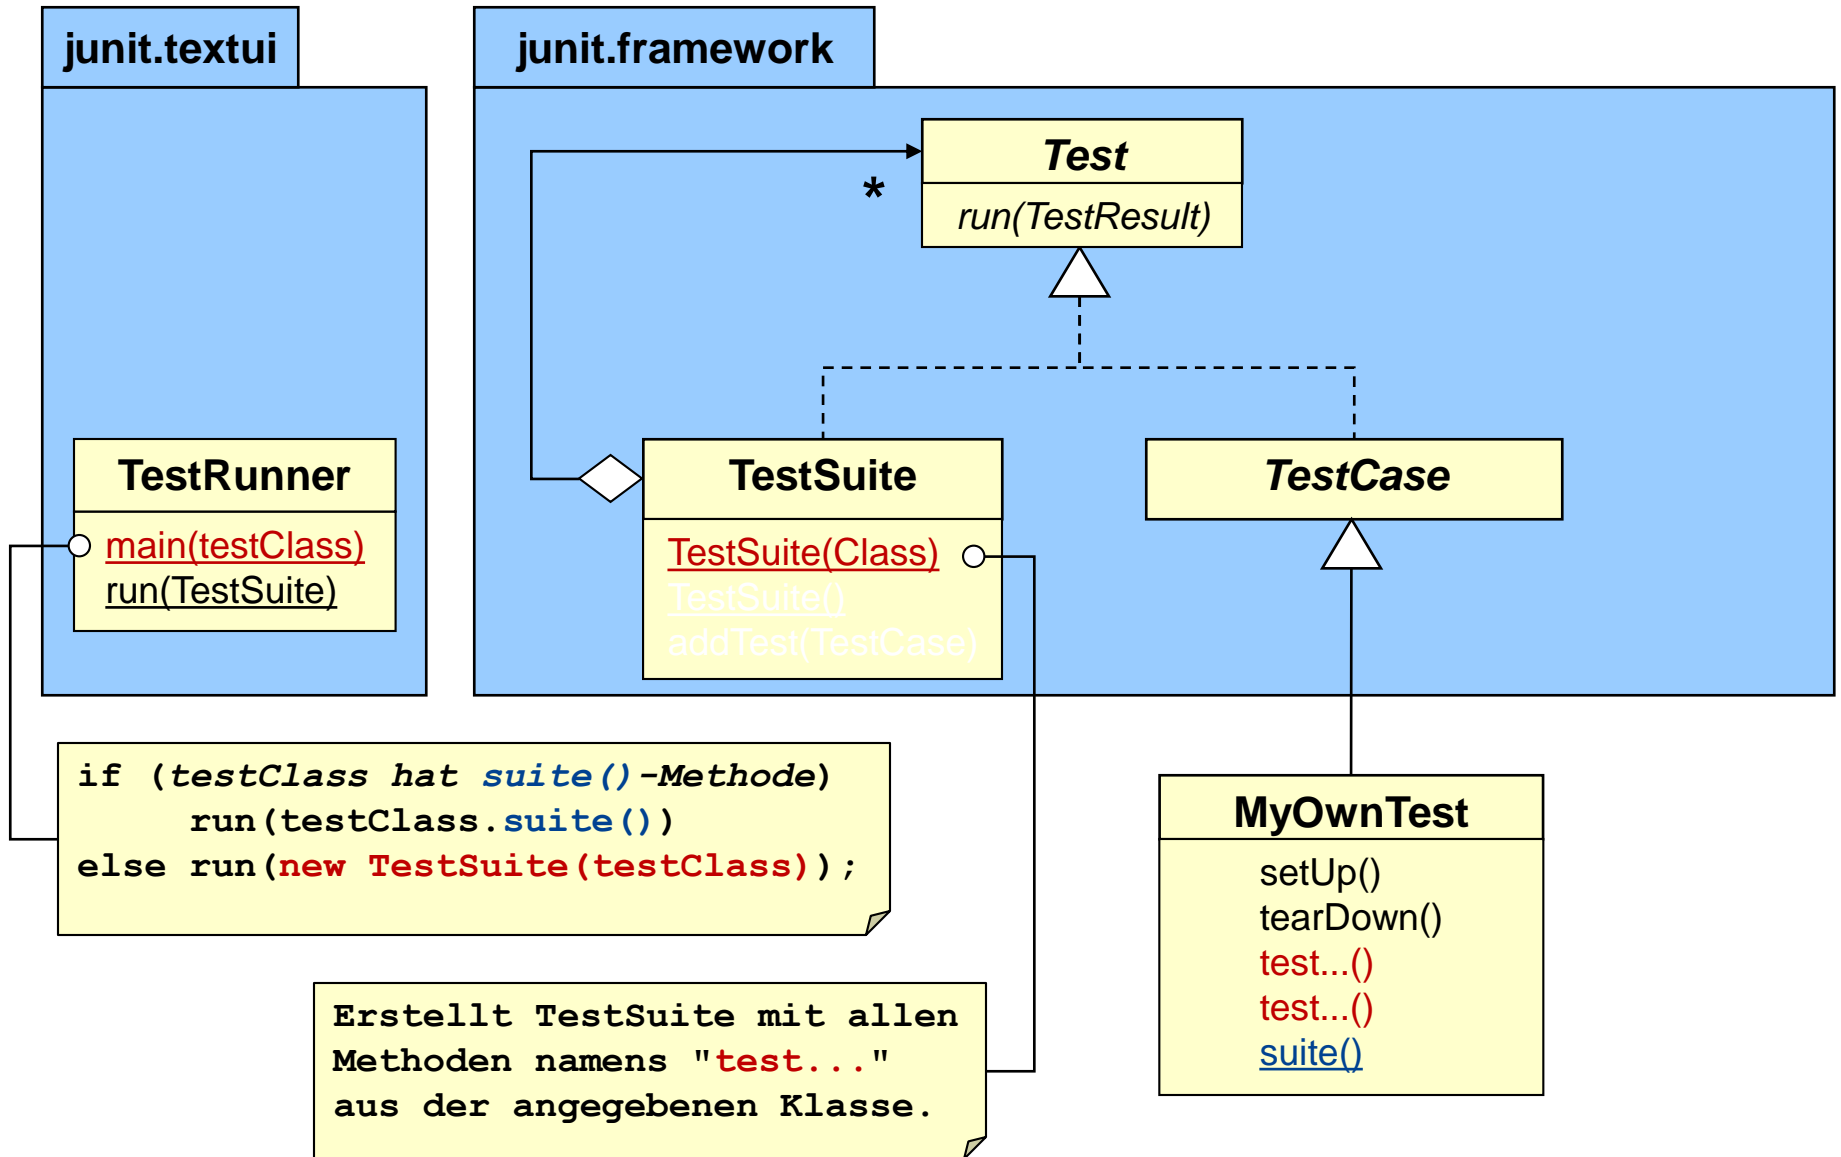 junit.textui
junit.framework
Test
*
run(TestResult)
TestRunner
main(testClass)
run(TestSuite)
TestSuite
TestSuite(Class)
TestSuite()
addTest(TestCase)
TestCase
if (testClass hat suite()-Methode)
run(testClass.suite())
else run(new TestSuite(testClass));
MyOwnTest
setUp()
tearDown()
test...()
test...()
suite()
Erstellt TestSuite mit allen
Methoden namens "test..."
aus der angegebenen Klasse.